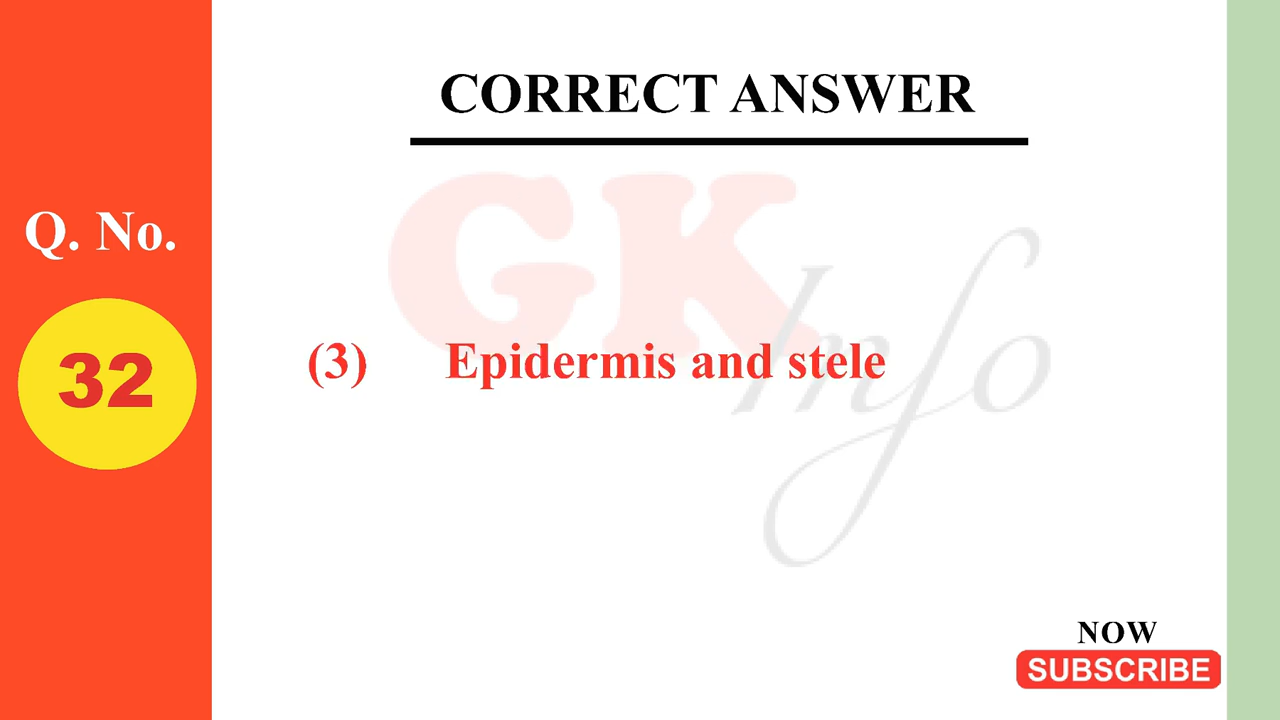 CORRECT ANSWER
GK
Info
Q. No.
32
(3) Epidermis and stele
NOW
SUBSCRIBE